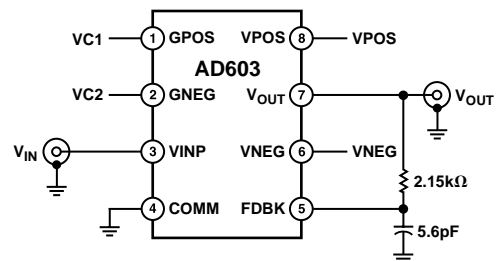 VC1 1 GPOS VPOS 8 VPOS
AD603
VC2 2 GNEG VOUT 7 VOUT
VIN 3 VINP VNEG 6 VNEG
2.15kΩ
4 COMM FDBK 5
5.6pF